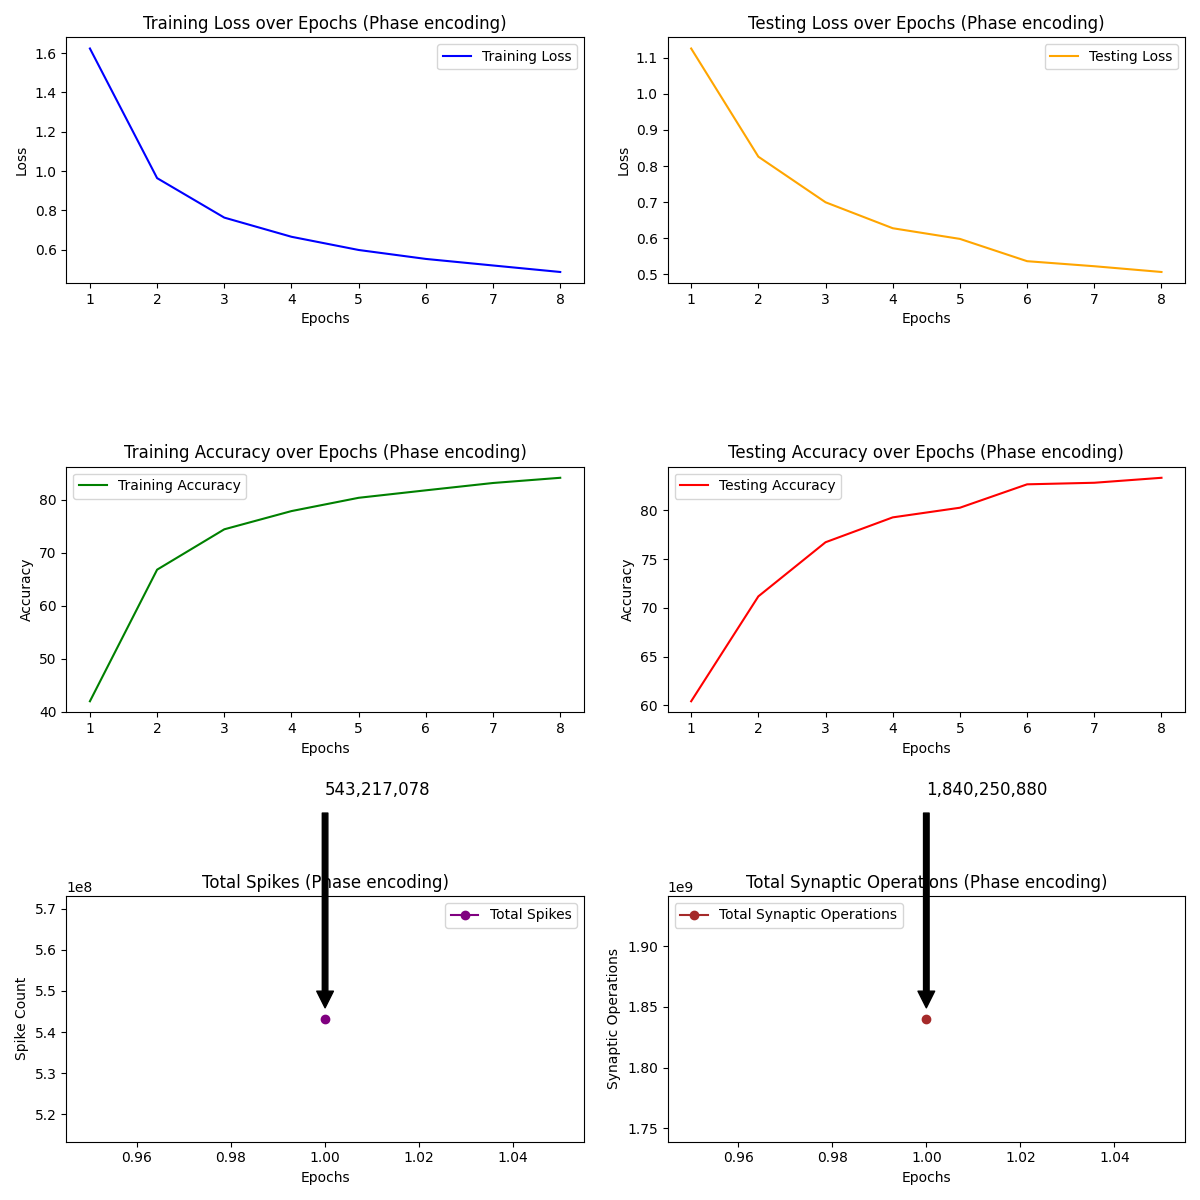 Training Loss over Epochs (Phase encoding)
Training Loss
1.6
1.4
1.2
1.0
0.8
0.6
Loss
1 2 3 4 5 6 7 8
Epochs
Testing Loss over Epochs (Phase encoding)
Testing Loss
1.1
1.0
0.9
0.8
0.7
0.6
0.5
Loss
1 2 3 4 5 6 7 8
Epochs
Training Accuracy over Epochs (Phase encoding)
Training Accuracy
80
70
60
50
40
Accuracy
1 2 3 4 5 6 7 8
Epochs
Testing Accuracy over Epochs (Phase encoding)
Testing Accuracy
80
75
70
65
60
Accuracy
1 2 3 4 5 6 7 8
Epochs
543,217,078
Total Spikes (Phase encoding)
1e8
Total Spikes
5.7
5.6
5.5
5.4
5.3
5.2
Spike Count
0.96 0.98 1.00 1.02 1.04
Epochs
1,840,250,880
Total Synaptic Operations (Phase encoding)
1e9
Total Synaptic Operations
1.90
1.85
1.80
1.75
Synaptic Operations
0.96 0.98 1.00 1.02 1.04
Epochs